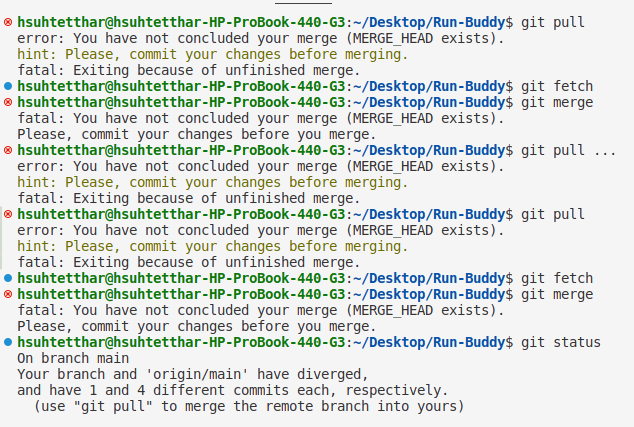 hsuhtetthar@hsuhtetthar-HP-ProBook-440-G3:~/Desktop/Run-Buddy$ git pull
error: You have not concluded your merge (MERGE_HEAD exists).
hint: Please, commit your changes before merging.
fatal: Exiting because of unfinished merge.
hsuhtetthar@hsuhtetthar-HP-ProBook-440-G3:~/Desktop/Run-Buddy$ git fetch
hsuhtetthar@hsuhtetthar-HP-ProBook-440-G3:~/Desktop/Run-Buddy$ git merge
fatal: You have not concluded your merge (MERGE_HEAD exists).
Please, commit your changes before you merge.
hsuhtetthar@hsuhtetthar-HP-ProBook-440-G3:~/Desktop/Run-Buddy$ git pull ...
error: You have not concluded your merge (MERGE_HEAD exists).
hint: Please, commit your changes before merging.
fatal: Exiting because of unfinished merge.
hsuhtetthar@hsuhtetthar-HP-ProBook-440-G3:~/Desktop/Run-Buddy$ git pull
error: You have not concluded your merge (MERGE_HEAD exists).
hint: Please, commit your changes before merging.
fatal: Exiting because of unfinished merge.
hsuhtetthar@hsuhtetthar-HP-ProBook-440-G3:~/Desktop/Run-Buddy$ git fetch
hsuhtetthar@hsuhtetthar-HP-ProBook-440-G3:~/Desktop/Run-Buddy$ git merge
fatal: You have not concluded your merge (MERGE_HEAD exists).
Please, commit your changes before you merge.
hsuhtetthar@hsuhtetthar-HP-ProBook-440-G3:~/Desktop/Run-Buddy$ git status
On branch main
Your branch and 'origin/main' have diverged,
and have 1 and 4 different commits each, respectively.
  (use "git pull" to merge the remote branch into yours)